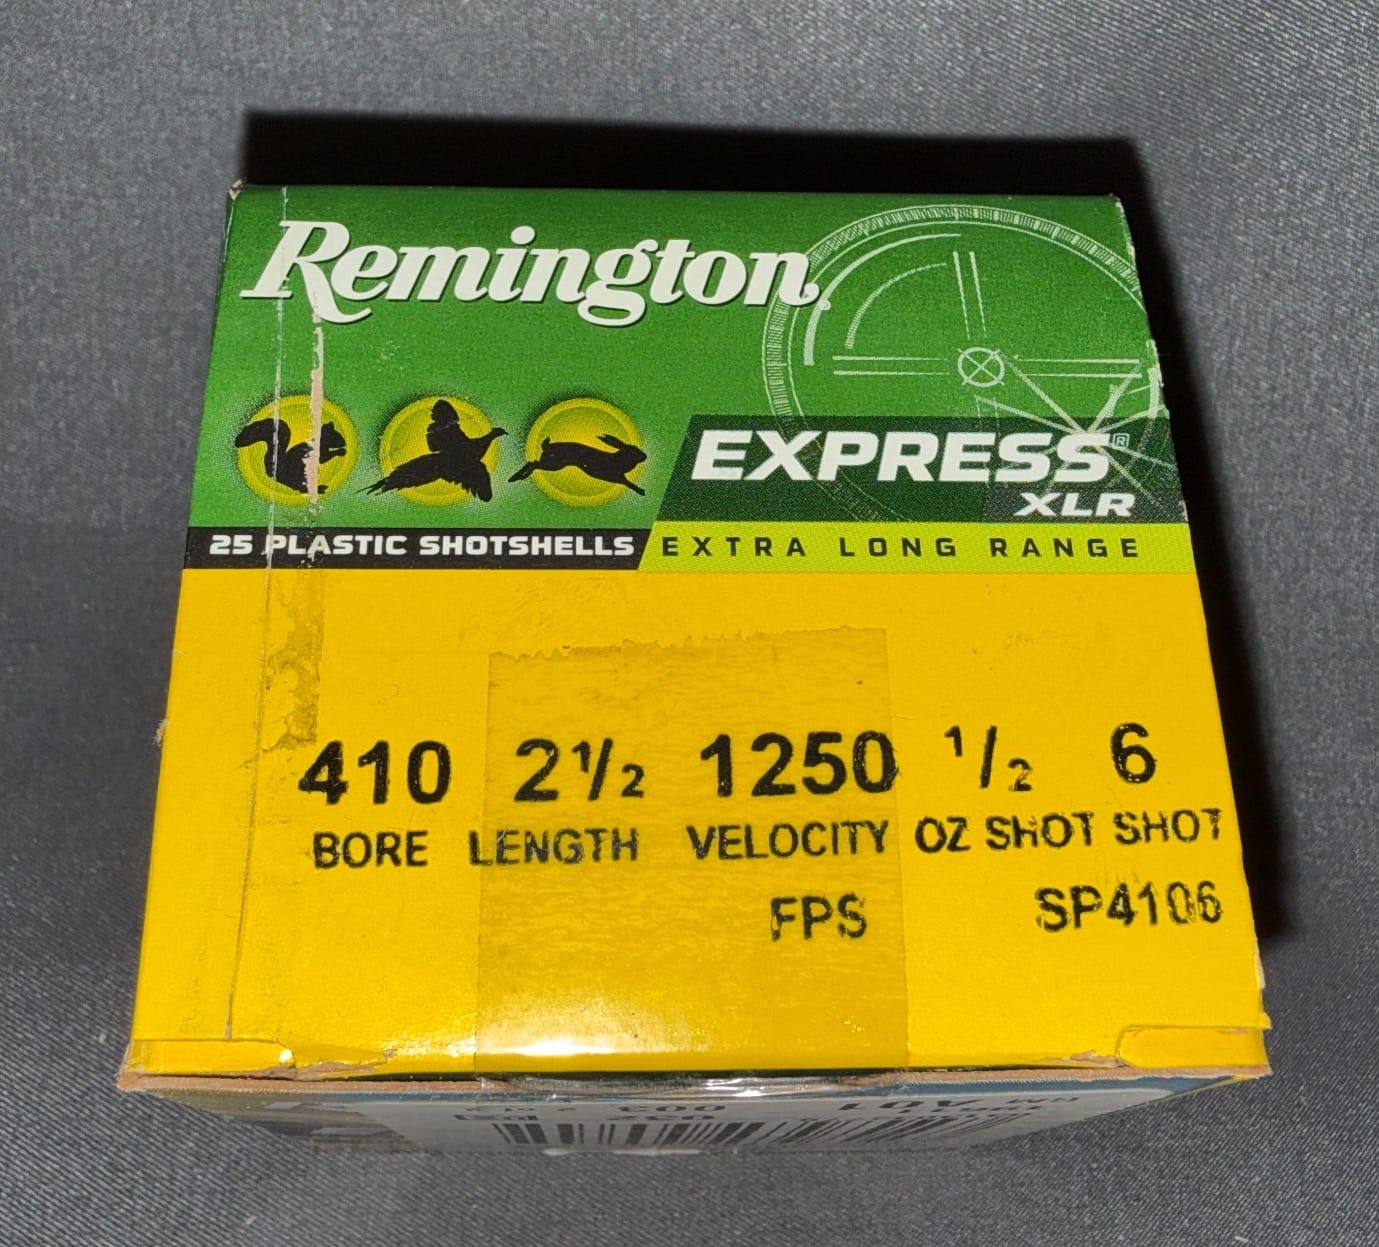 Remington®
EXPRESS®
XLR
25 PLASTIC SHOTSHELLS
EXTRA LONG RANGE
410 2½ 1250 ½ 6
BORE LENGTH VELOCITY OZ SHOT SHOT
FPS SP4106